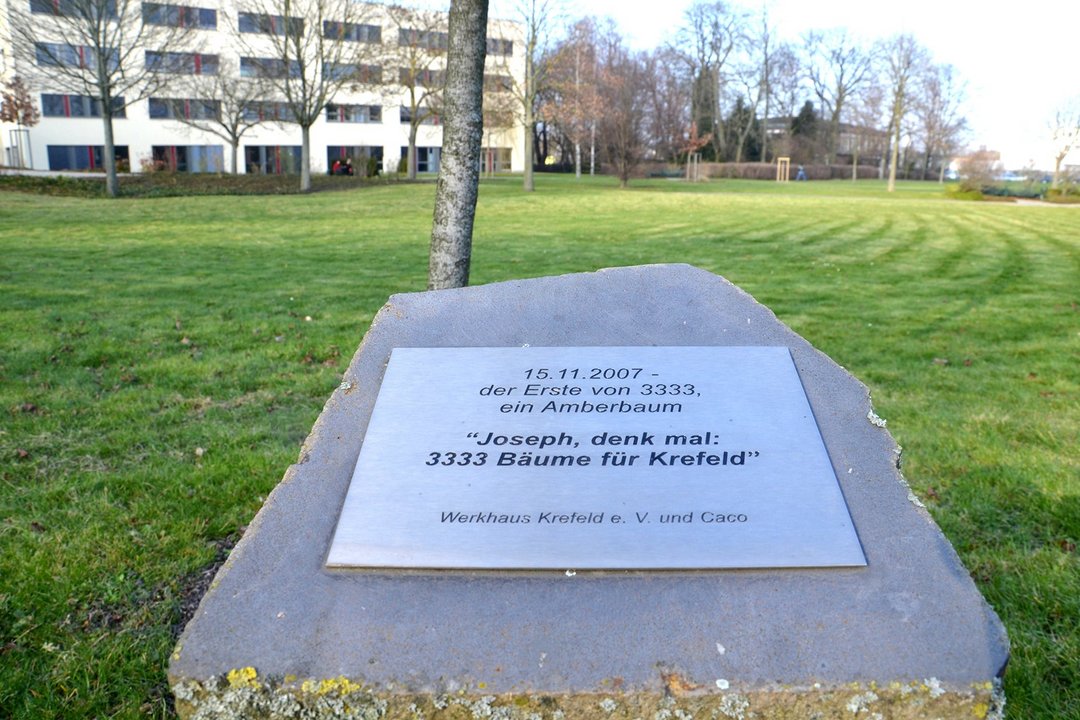 15.11.2007 -
der Erste von 3333,
ein Amberbaum
“Joseph, denk mal:
3333 Bäume für Krefeld”
Werkhaus Krefeld e. V. und Caco